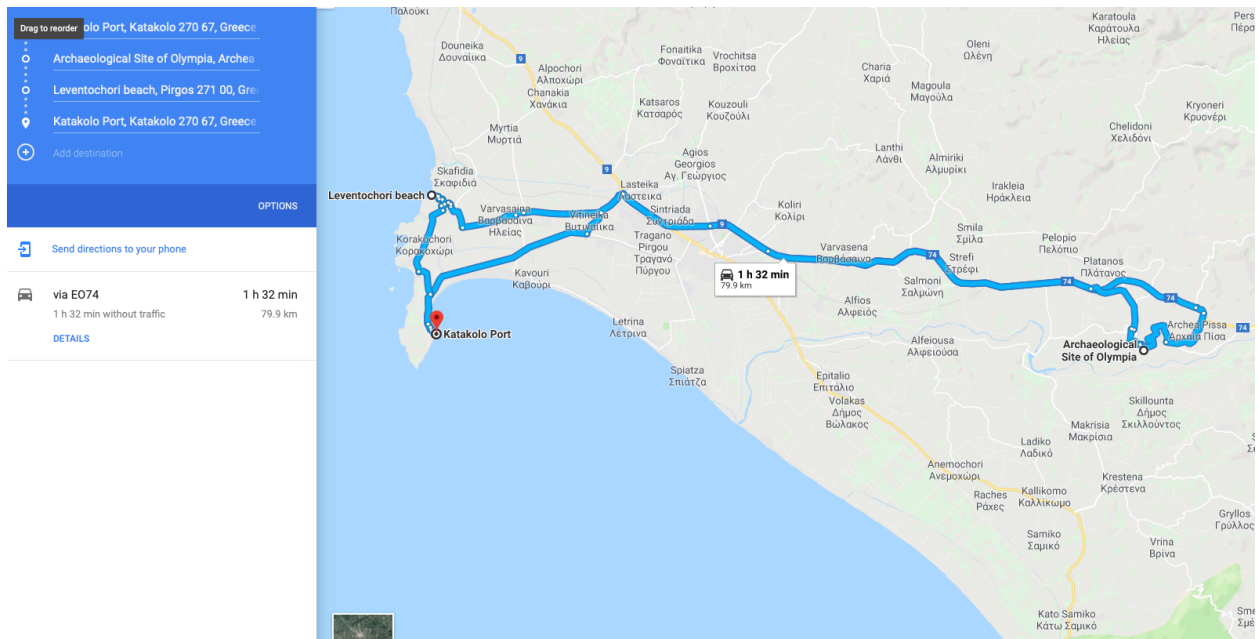 Drag to reorder
olo Port, Katakolo 270 67, Greece
Archaeological Site of Olympia, Archea
Leventochori beach, Pirgos 271 00, Gre
Katakolo Port, Katakolo 270 67, Greece
Add destination
OPTIONS
Send directions to your phone
via EO74
1 h 32 min
1 h 32 min without traffic
79.9 km
DETAILS
Παλούκι
Douneika
Δουναίικα
9
Alpochori
Αλποχώρι
Chanakia
Χανάκια
Fonaitika
Φοναΐτικα
Vrochitsa
Βροχίτσα
Oleni
Ωλένη
Karatoula
Καράτουλα
Ηλείας
Charia
Χαριά
Magoula
Μαγούλα
Katsaros
Κατσαρός
Kouzouli
Κουζούλι
Kryoneri
Κρυονέρι
Chelidoni
Χελιδόνι
Myrtia
Μυρτιά
Agios
Georgios
Αγ. Γεώργιος
Lanthi
Λάνθι
Almiriki
Αλμυρίκι
9
Skafidia
Σκαφιδιά
Lasteika
Λαστέικα
Irakleia
Ηράκλεια
Leventochori beach
Varvasaina
Βαρβάσαινα
Ηλείας
Vitineika
Βυτιναίικα
Sintriada
Συντριάδα
Koliri
Κολίρι
9
Smila
Σμίλα
Korakochori
Κορακοχώρι
Tragano
Pirgou
Τραγανό
Πύργου
Varvasena
Βαρβάσαινα
74
Strefi
Στρέφι
Pelopio
Πελόπιο
Platanos
Πλάτανος
1 h 32 min
79.9 km
Kavouri
Καβούρι
Salmoni
Σαλμώνη
74
74
Alfios
Αλφειός
Letrina
Λέτρινα
Katakolo Port
Archea Pissa
Αρχαία Πίσα
74
Alfeiousa
Αλφειούσα
Archaeological
Site of Olympia
Spiatza
Σπιάτζα
Epitalio
Επιτάλιο
Volakas
Δήμος
Βώλακας
Skillounta
Δήμος
Σκιλλούντος
Makrisia
Μακρίσια
Ladiko
Λαδικό
Anemochori
Ανεμοχώρι
Krestena
Κρέστενα
Raches
Ράχες
Kallikomo
Καλλίκωμο
Gryllos
Γρύλλος
Samiko
Σαμικό
Vrina
Βρίνα
Kato Samiko
Κάτω Σαμικό